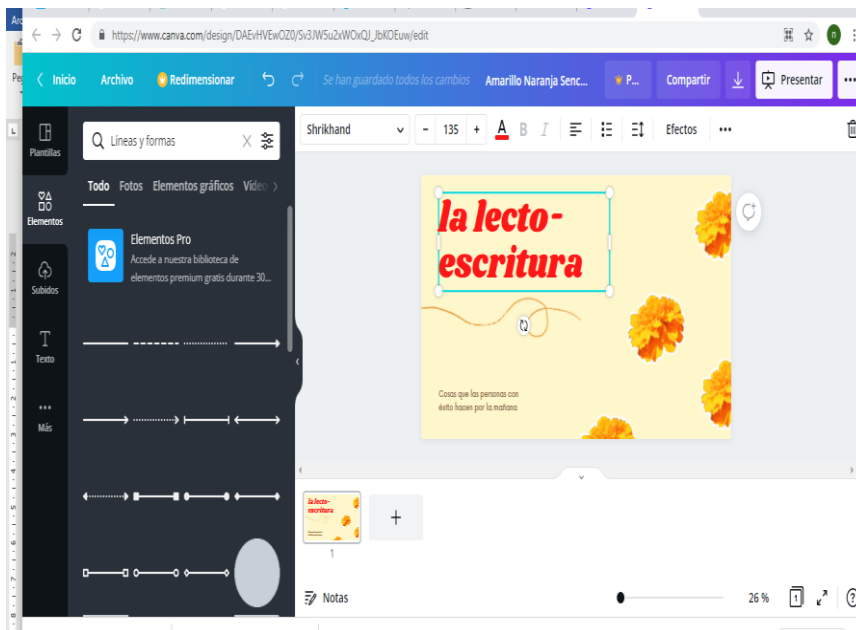 https://www.canva.com/design/DAEvHVEwOZ0/Sv3JW5u2xWOxQJ_JbKOEuw/edit
n
Inicio Archivo Redimensionar Se han guardado todos los cambios Amarillo Naranja Senc... P... Compartir Presentar
Plantillas
Elementos
Subidos
Texto
Más
Lineas y formas
Todo Fotos Elementos gráficos Video
Elementos Pro
Accede a nuestra biblioteca de
elementos premium gratis durante 30...
Shrikhand - 135 + A B I Efectos
la lecto-
escritura
Cosas que las personas con
éxito hacen por la mañana
la lecto-
escritura
1
Notas
26 % 1